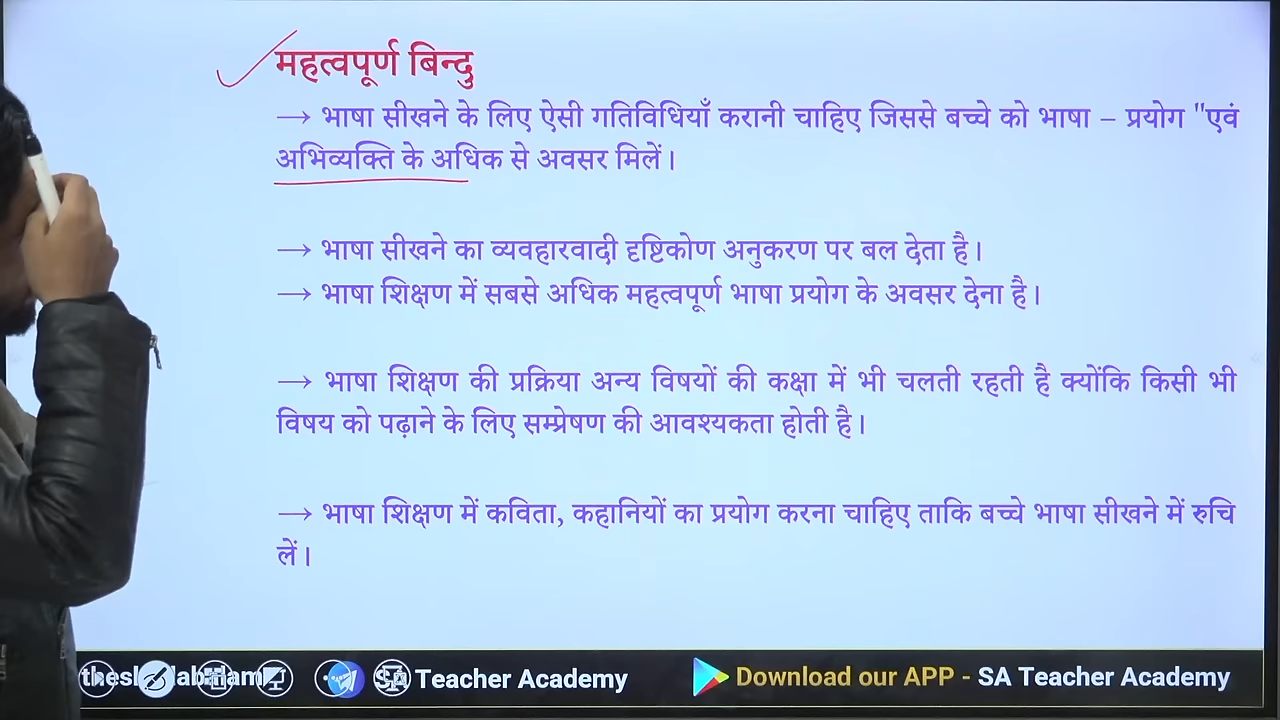 महत्वपूर्ण बिन्दु
→ भाषा सीखने के लिए ऐसी गतिविधियाँ करानी चाहिए जिससे बच्चे को भाषा – प्रयोग "एवं
अभिव्यक्ति के अधिक से अवसर मिलें।
→ भाषा सीखने का व्यवहारवादी दृष्टिकोण अनुकरण पर बल देता है।
→ भाषा शिक्षण में सबसे अधिक महत्वपूर्ण भाषा प्रयोग के अवसर देना है।
→ भाषा शिक्षण की प्रक्रिया अन्य विषयों की कक्षा में भी चलती रहती है क्योंकि किसी भी
विषय को पढ़ाने के लिए सम्प्रेषण की आवश्यकता होती है।
→ भाषा शिक्षण में कविता, कहानियों का प्रयोग करना चाहिए ताकि बच्चे भाषा सीखने में रुचि
लें।
SA Teacher Academy Download our APP - SA Teacher Academy